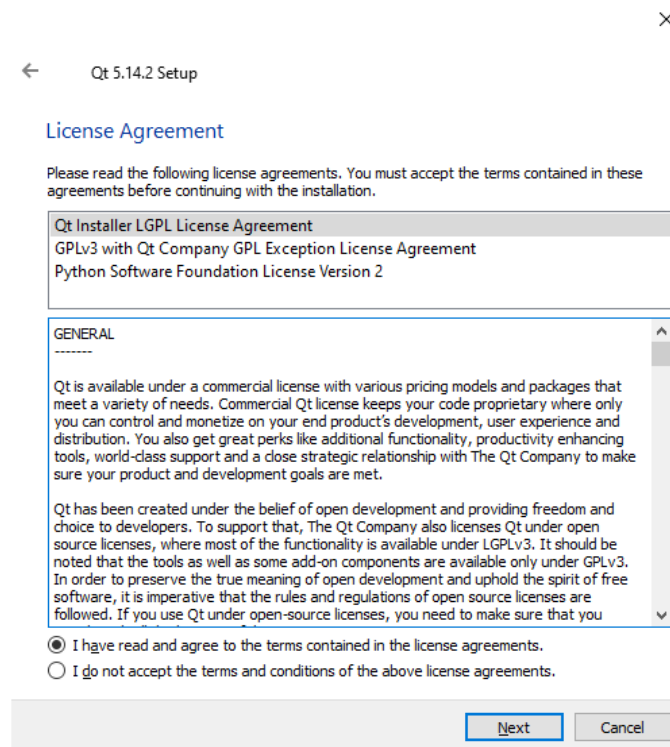 Qt 5.14.2 Setup
License Agreement
Please read the following license agreements. You must accept the terms contained in these
agreements before continuing with the installation.
Qt Installer LGPL License Agreement
GPLv3 with Qt Company GPL Exception License Agreement
Python Software Foundation License Version 2
GENERAL
-------
Qt is available under a commercial license with various pricing models and packages that
meet a variety of needs. Commercial Qt license keeps your code proprietary where only
you can control and monetize on your end product's development, user experience and
distribution. You also get great perks like additional functionality, productivity enhancing
tools, world-class support and a close strategic relationship with The Qt Company to make
sure your product and development goals are met.
Qt has been created under the belief of open development and providing freedom and
choice to developers. To support that, The Qt Company also licenses Qt under open
source licenses, where most of the functionality is available under LGPLv3. It should be
noted that the tools as well as some add-on components are available only under GPLv3.
In order to preserve the true meaning of open development and uphold the spirit of free
software, it is imperative that the rules and regulations of open source licenses are
followed. If you use Qt under open-source licenses, you need to make sure that you
I have read and agree to the terms contained in the license agreements.
I do not accept the terms and conditions of the above license agreements.
Next
Cancel